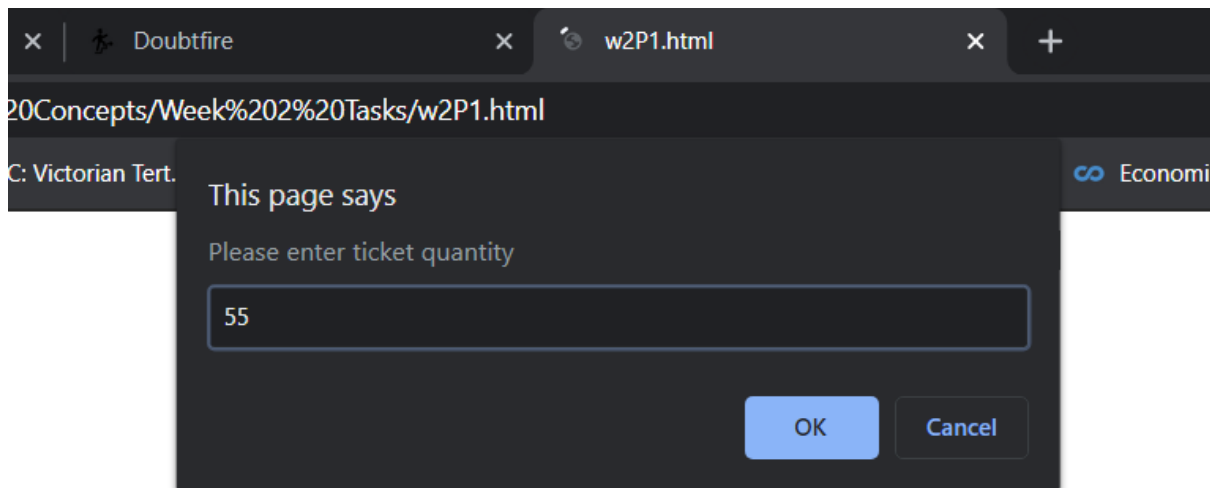 Doubtfire
w2P1.html
20Concepts/Week%202%20Tasks/w2P1.html
C: Victorian Tert.
Economi
This page says
Please enter ticket quantity
55
OK
Cancel